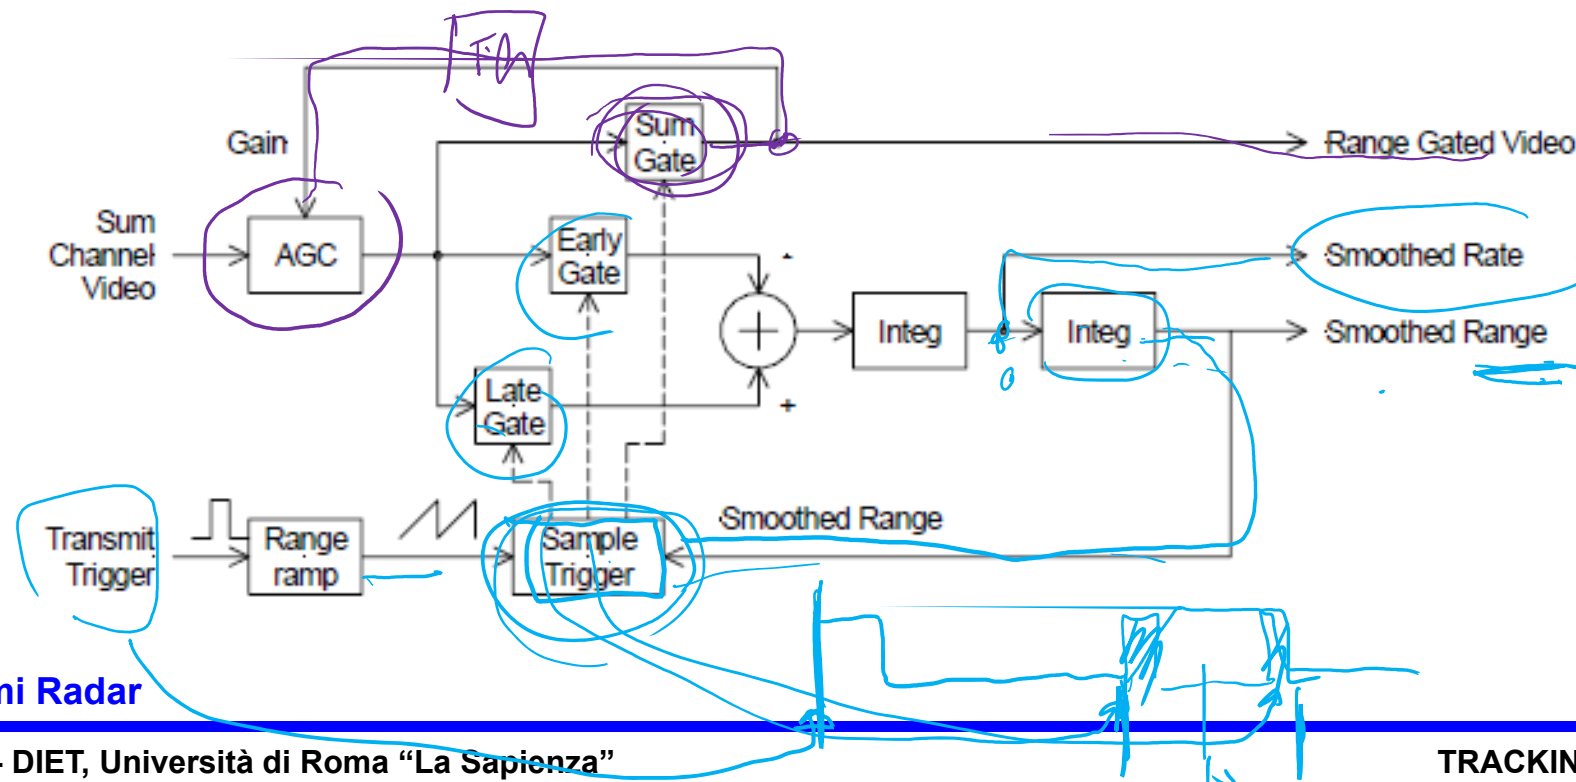 Sum
Gate
Gain
Range Gated Video
Sum
Channel
Video
AGC
Early
Gate
-
Smoothed Rate
+
Integ
Integ
Smoothed Range
Late
Gate
+
Smoothed Range
Transmit
Trigger
Range
ramp
Sample
Trigger
mi Radar
- DIET, Università di Roma “La Sapienza”
TRACKIN